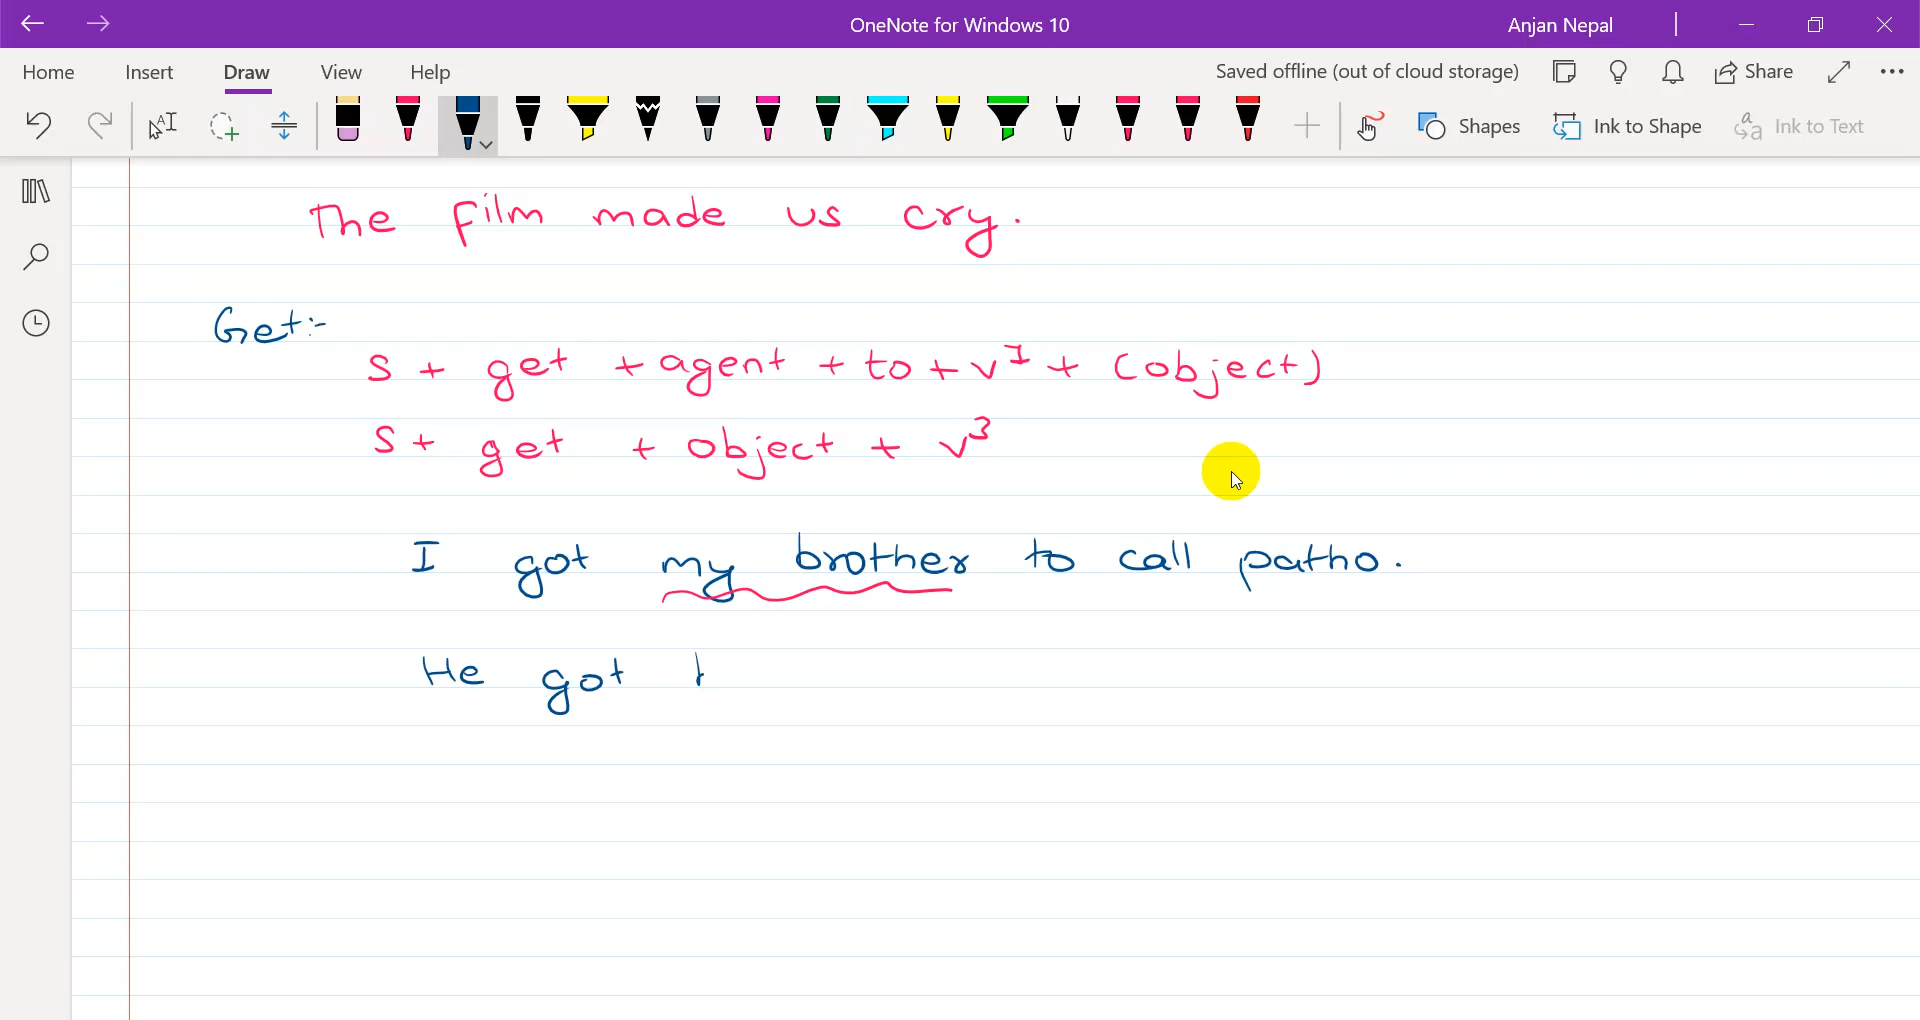 OneNote for Windows 10
Anjan Nepal
Home Insert Draw View Help
Saved offline (out of cloud storage) Share
Shapes Ink to Shape Ink to Text
The film made us cry.
Get:-
S + get + agent + to + v¹ + (object)
S + get + object + v³
I got my brother to call patho.
He got